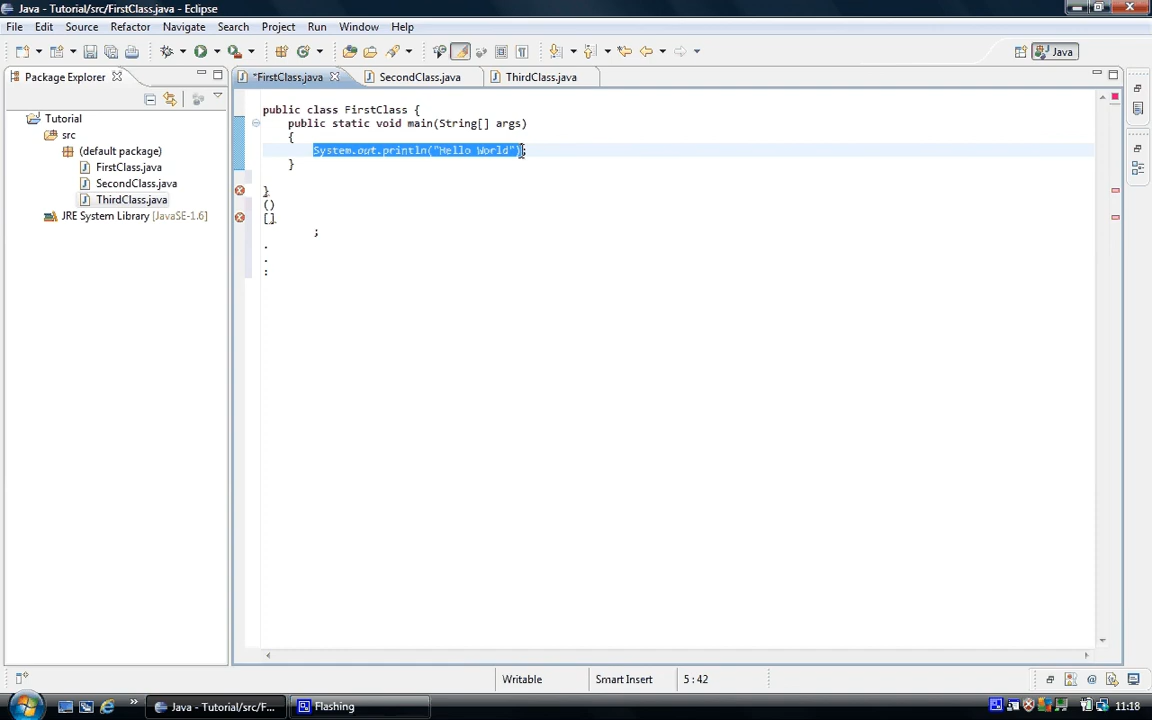 Java - Tutorial/src/FirstClass.java - Eclipse
File Edit Source Refactor Navigate Search Project Run Window Help
Java
Package Explorer
*FirstClass.java SecondClass.java ThirdClass.java
Tutorial
src
(default package)
FirstClass.java
SecondClass.java
ThirdClass.java
JRE System Library [JavaSE-1.6]
public class FirstClass {
public static void main(String[] args)
{
System.out.println("Hello World");
}
}
()
[]
;
.
.
:
Writable Smart Insert 5 : 42
Java - Tutorial/src/F... Flashing 11:18